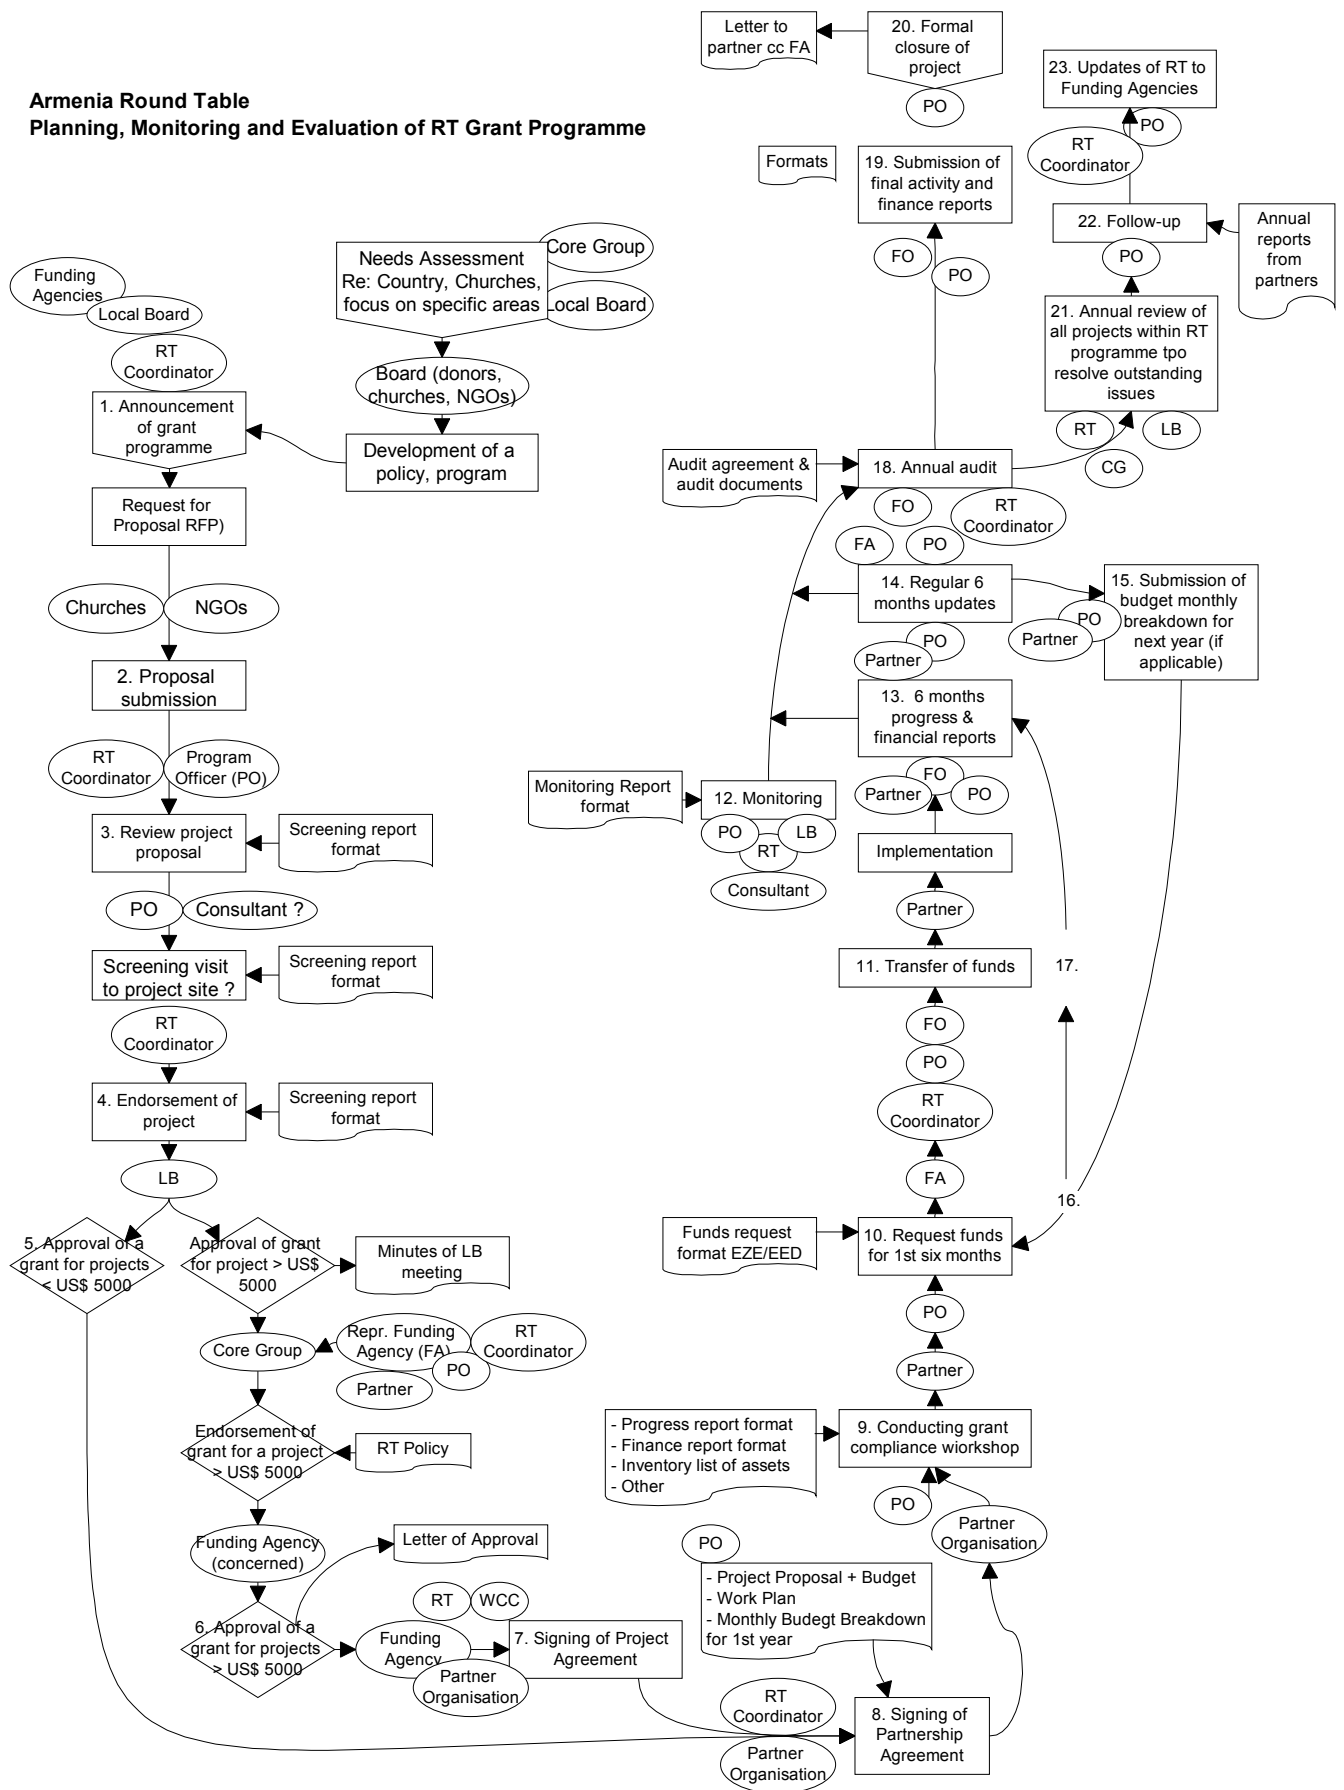 Armenia Round Table
Planning, Monitoring and Evaluation of RT Grant Programme
Funding
Agencies
Local Board
RT
Coordinator
1. Announcement
of grant
programme
Needs Assessment
Re: Country, Churches,
focus on specific areas
Core Group
Local Board
Board (donors,
churches, NGOs)
Development of a
policy, program
Request for
Proposal RFP)
Churches
NGOs
2. Proposal
submission
RT
Coordinator
Program
Officer (PO)
3. Review project
proposal
Screening report
format
PO
Consultant ?
Screening visit
to project site ?
Screening report
format
RT
Coordinator
4. Endorsement of
project
Screening report
format
LB
5. Approval of a
grant for projects
< US$ 5000
Approval of grant
for project > US$
5000
Minutes of LB
meeting
Core Group
Repr. Funding
Agency (FA)
RT
Coordinator
PO
Partner
Endorsement of
grant for a project
> US$ 5000
RT Policy
Funding Agency
(concerned)
Letter of Approval
6. Approval of a
grant for projects
> US$ 5000
RT
WCC
Funding
Agency
Partner
Organisation
7. Signing of Project
Agreement
RT
Coordinator
Partner
Organisation
8. Signing of
Partnership
Agreement
PO
- Project Proposal + Budget
- Work Plan
- Monthly Budegt Breakdown
for 1st year
Partner
Organisation
PO
- Progress report format
- Finance report format
- Inventory list of assets
- Other
9. Conducting grant
compliance workshop
Partner
PO
Funds request
format EZE/EED
10. Request funds
for 1st six months
FA
RT
Coordinator
PO
FO
11. Transfer of funds
Partner
Implementation
16.
17.
Monitoring Report
format
12. Monitoring
PO
LB
RT
Consultant
FO
Partner
PO
13. 6 months
progress &
financial reports
PO
Partner
14. Regular 6
months updates
15. Submission of
budget monthly
breakdown for
next year (if
applicable)
PO
Partner
FA
PO
FO
RT
Coordinator
Audit agreement &
audit documents
18. Annual audit
FO
PO
Formats
19. Submission of
final activity and
finance reports
PO
20. Formal
closure of
project
Letter to
partner cc FA
RT
LB
CG
21. Annual review of
all projects within RT
programme tpo
resolve outstanding
issues
PO
22. Follow-up
Annual
reports
from
partners
RT
Coordinator
PO
23. Updates of RT to
Funding Agencies